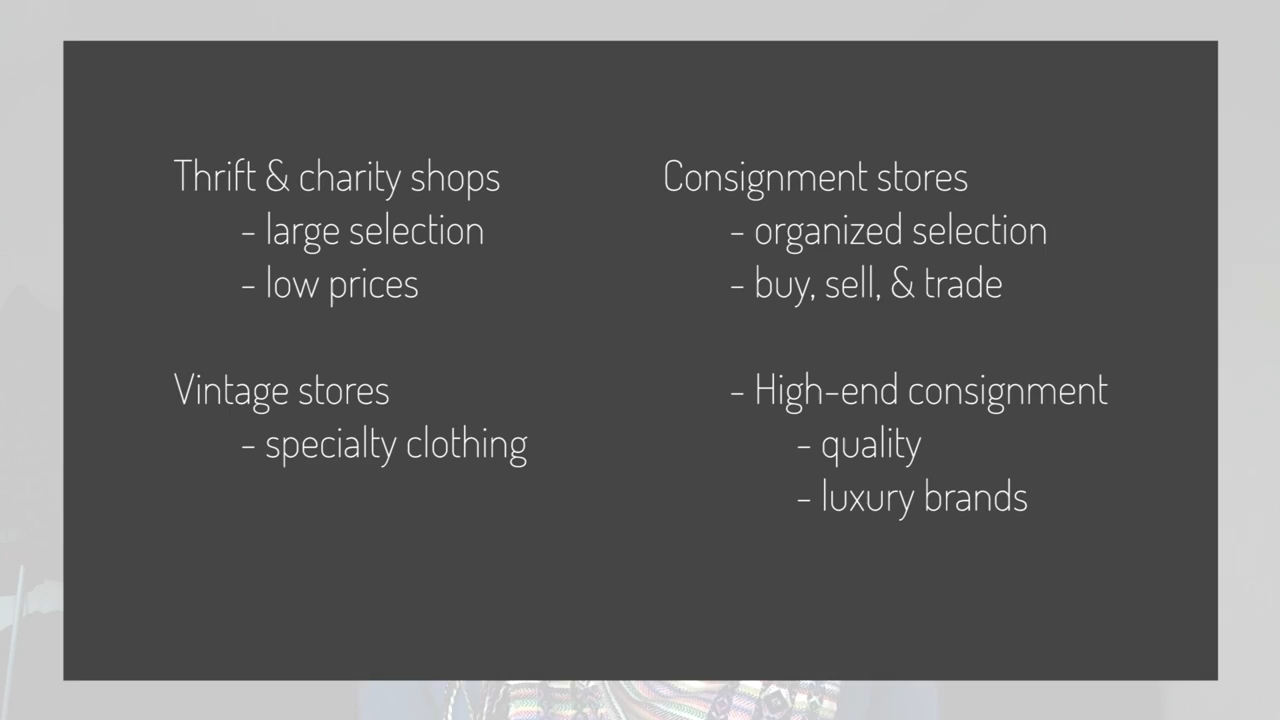 Thrift & charity shops
- large selection
- low prices
Vintage stores
- specialty clothing
Consignment stores
- organized selection
- buy, sell, & trade
- High-end consignment
- quality
- luxury brands